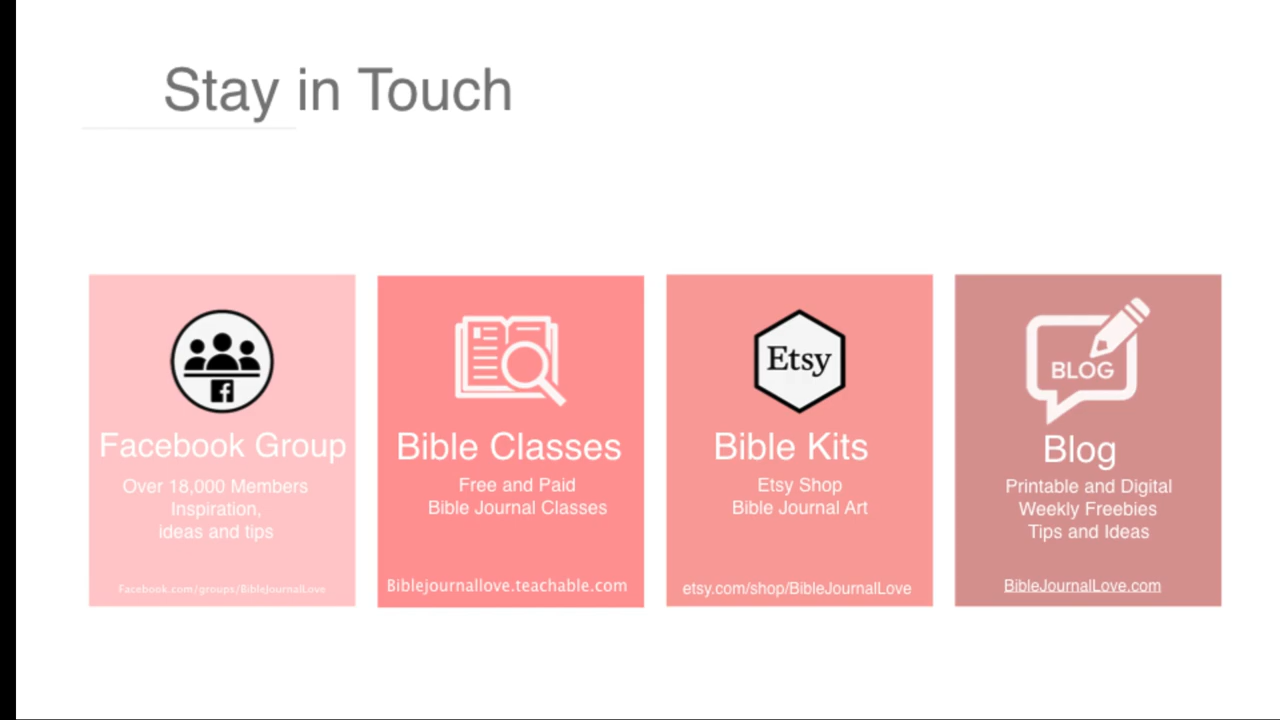 Stay in Touch
Facebook Group
Over 18,000 Members
Inspiration,
ideas and tips
Facebook.com/groups/BibleJournalLove
Bible Classes
Free and Paid
Bible Journal Classes
Biblejournallove.teachable.com
Etsy
Bible Kits
Etsy Shop
Bible Journal Art
etsy.com/shop/BibleJournalLove
BLOG
Blog
Printable and Digital
Weekly Freebies
Tips and Ideas
BibleJournalLove.com